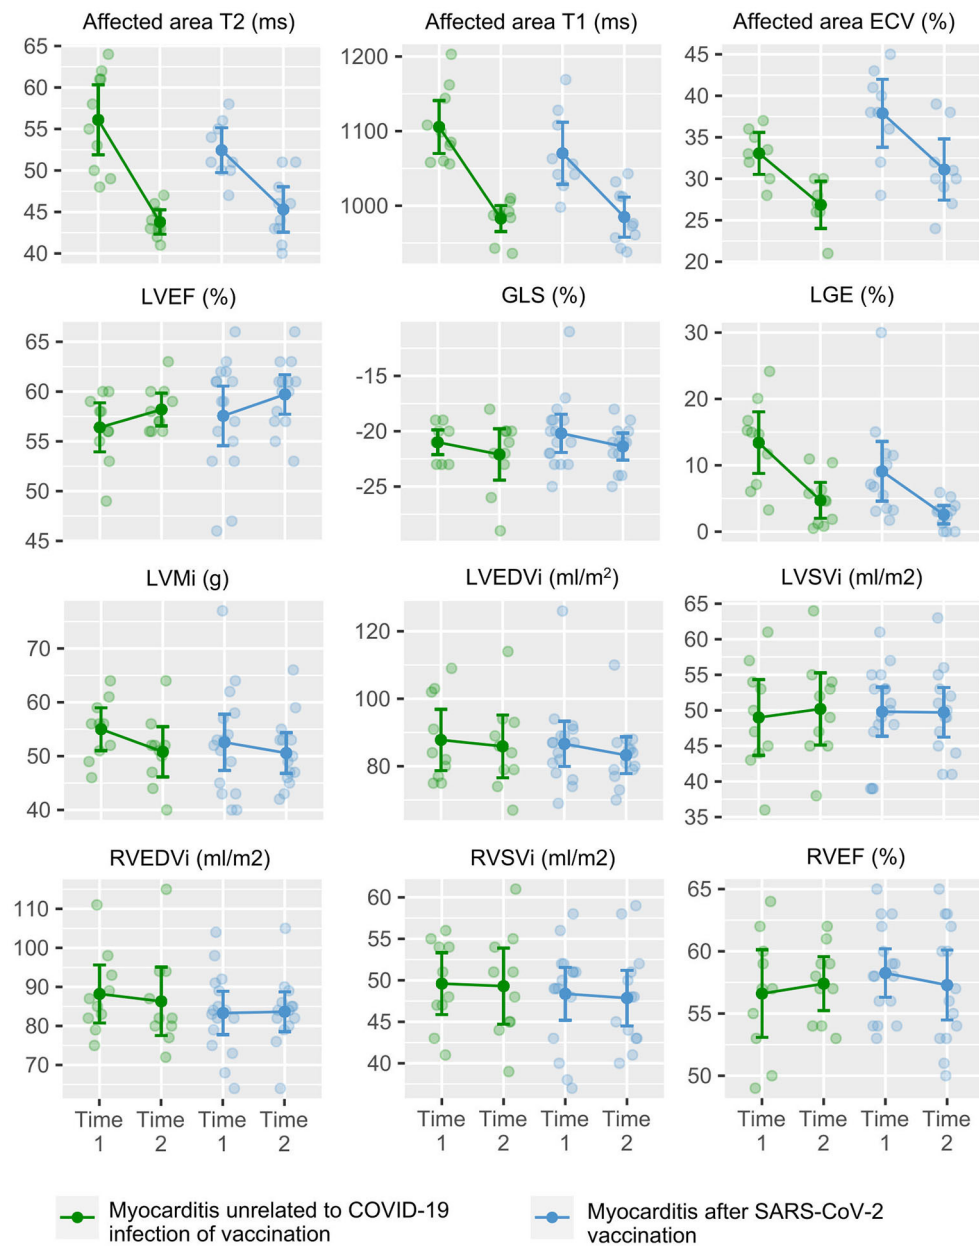 Affected area T2 (ms)
65
60
55
50
45
40
Affected area T1 (ms)
1200
1100
1000
Affected area ECV (%)
45
40
35
30
25
20
LVEF (%)
65
60
55
50
45
GLS (%)
-15
-20
-25
LGE (%)
30
20
10
0
LVMi (g)
70
60
50
40
LVEDVi (ml/m²)
120
100
80
LVSVi (ml/m2)
65
60
55
50
45
40
35
RVEDVi (ml/m2)
110
100
90
80
70
RVSVi (ml/m2)
60
55
50
45
40
RVEF (%)
65
60
55
50
Time Time Time Time
1 2 1 2
Time Time Time Time
1 2 1 2
Time Time Time Time
1 2 1 2
Myocarditis unrelated to COVID-19
infection of vaccination
Myocarditis after SARS-CoV-2
vaccination